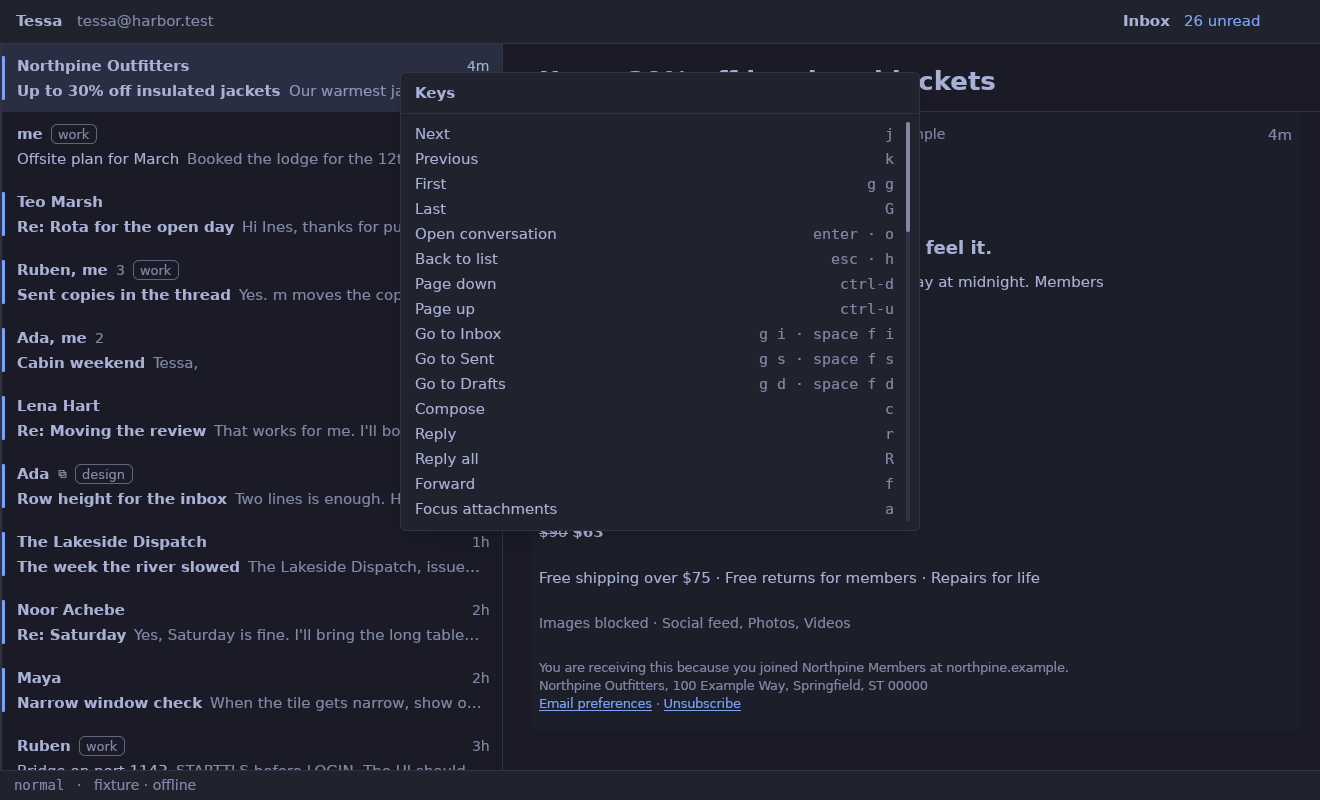 Tessa tessa@harbor.test
Inbox 26 unread
Northpine Outfitters 4m
Up to 30% off insulated jackets Our warmest
me work
Offsite plan for March Booked the lodge for the
Teo Marsh
Re: Rota for the open day Hi Ines, thanks for
Ruben, me 3 work
Sent copies in the thread Yes. m moves the
Ada, me 2
Cabin weekend Tessa,
Lena Hart
Re: Moving the review That works for me. I'll
Ada design
Row height for the inbox Two lines is enough.
The Lakeside Dispatch 1h
The week the river slowed The Lakeside Dispatch, issue…
Noor Achebe 2h
Re: Saturday Yes, Saturday is fine. I'll bring the long table…
Maya 2h
Narrow window check When the tile gets narrow, show o…
Ruben work 3h
Keys
Next j
Previous k
First g g
Last G
Open conversation enter · o
Back to list esc · h
Page down ctrl-d
Page up ctrl-u
Go to Inbox g i · space f i
Go to Sent g s · space f s
Go to Drafts g d · space f d
Compose c
Reply r
Reply all R
Forward f
Focus attachments a
4m
feel it.
at midnight. Members
$90 $63
Free shipping over $75 · Free returns for members · Repairs for life
Images blocked · Social feed, Photos, Videos
You are receiving this because you joined Northpine Members at northpine.example.
Northpine Outfitters, 100 Example Way, Springfield, ST 00000
Email preferences · Unsubscribe
normal · fixture · offline